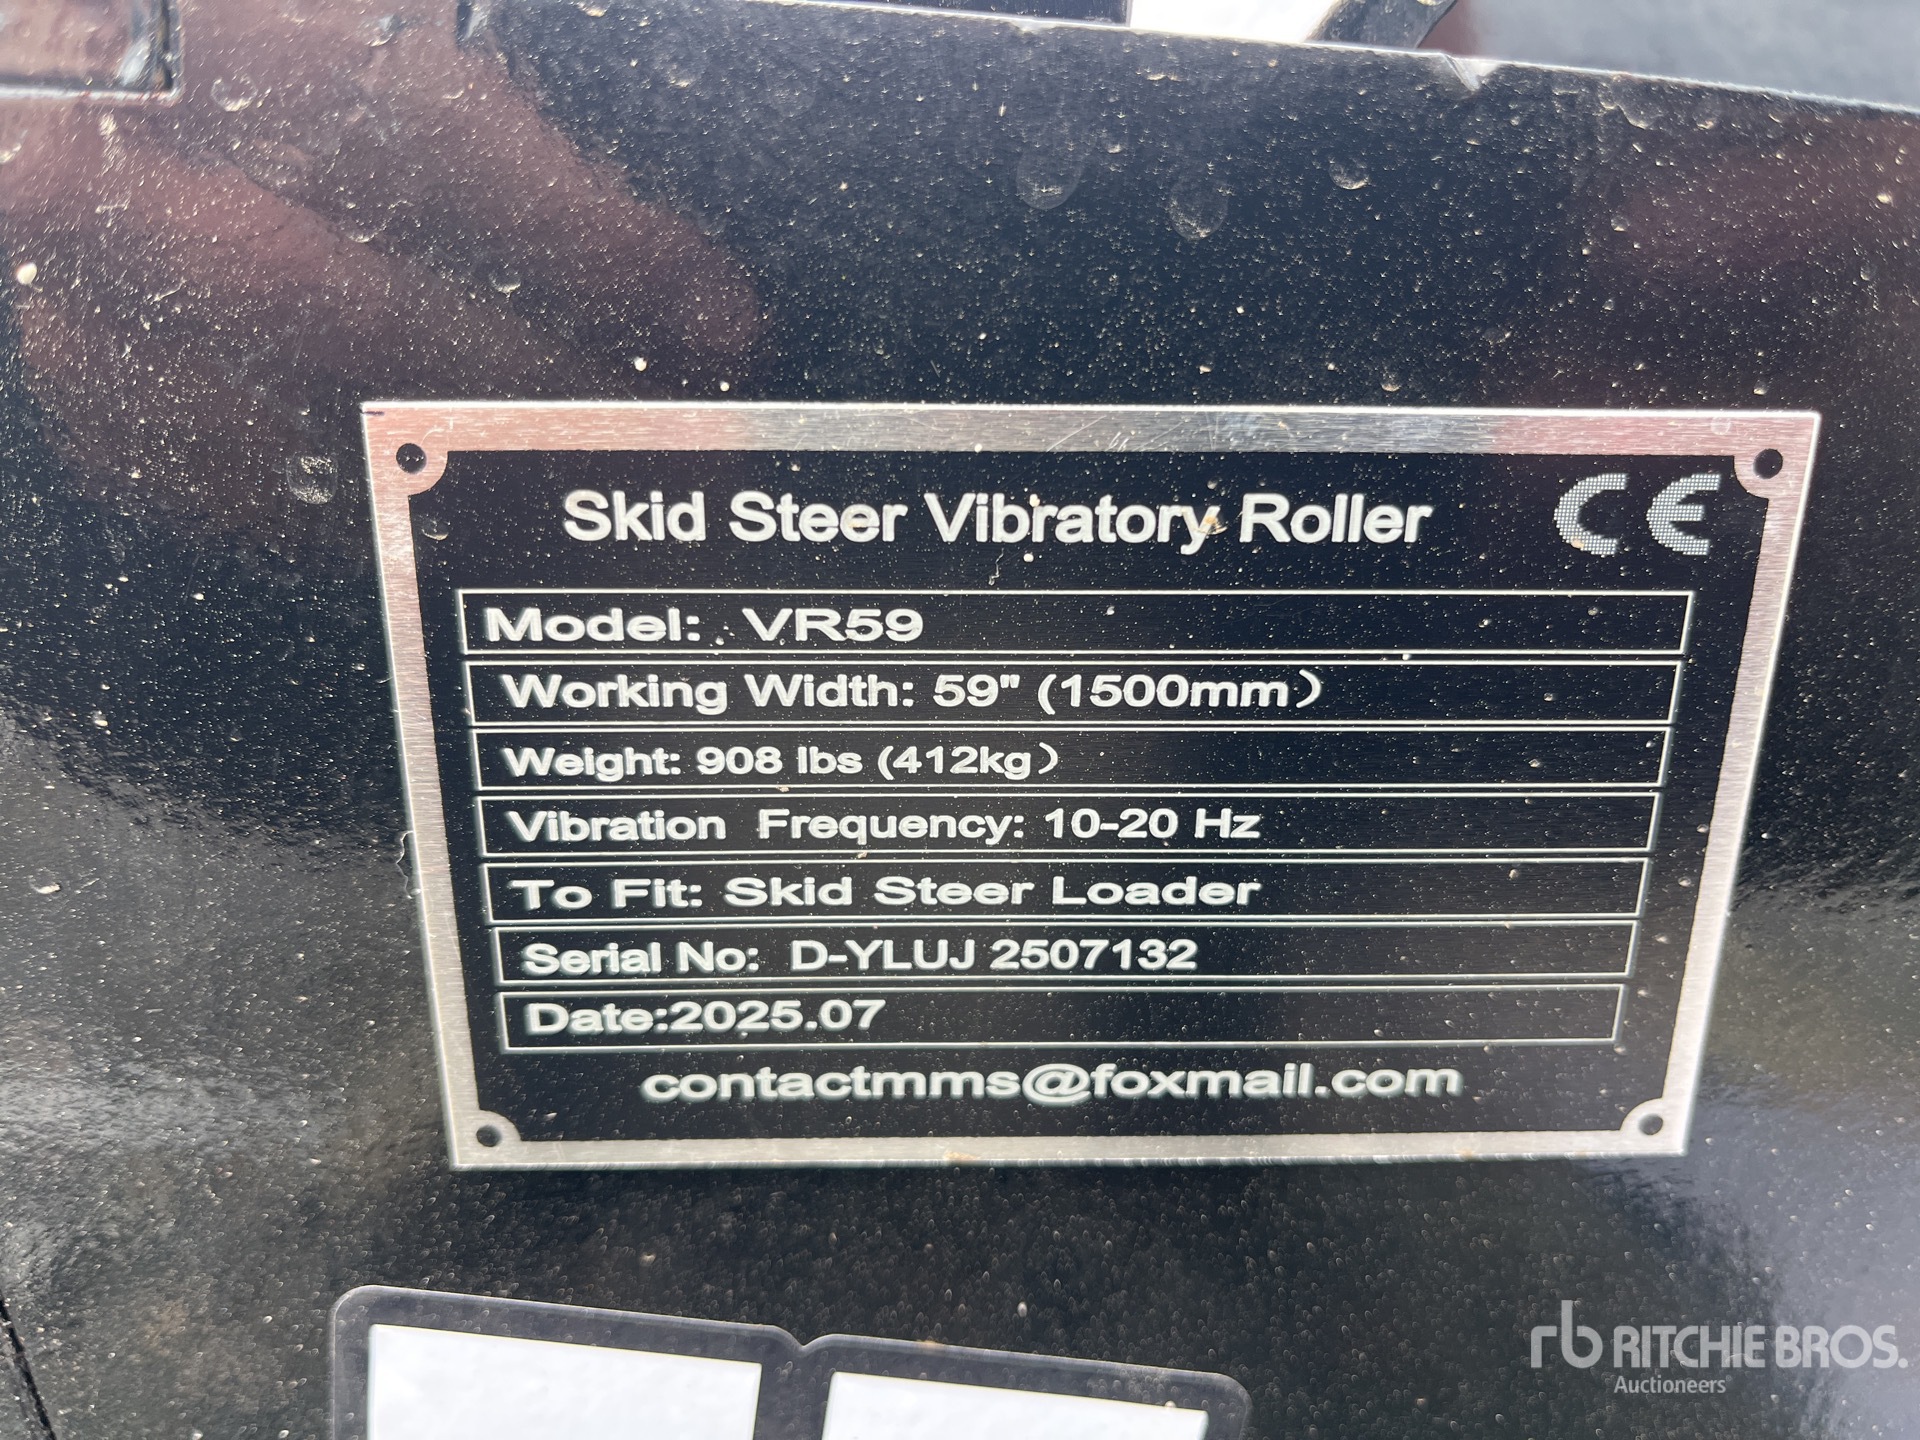 Skid Steer Vibratory Roller CE
Model: VR59
Working Width: 59" (1500mm）
Weight: 908 lbs (412kg）
Vibration Frequency: 10-20 Hz
To Fit: Skid Steer Loader
Serial No: D-YLUJ 2507132
Date:2025.07
contactmms@foxmail.com
rb RITCHIE BROS.
Auctioneers